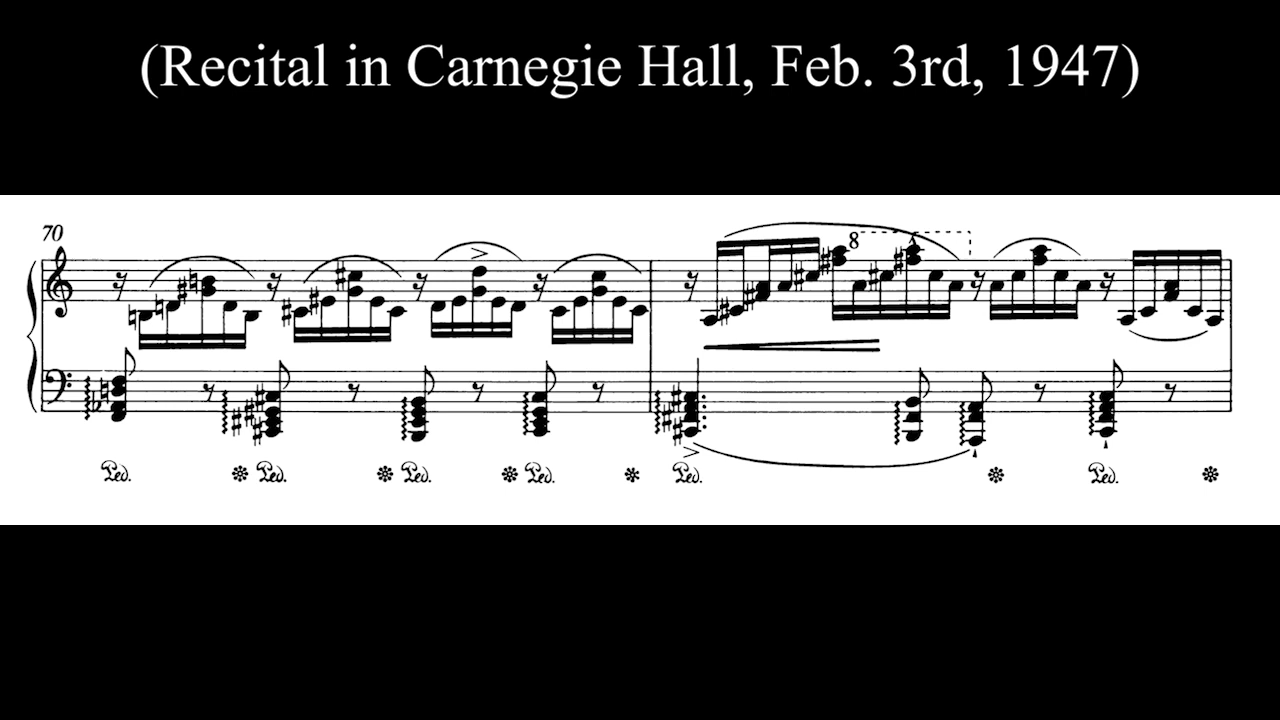 (Recital in Carnegie Hall, Feb. 3rd, 1947)
70
8
Ped. Ped. Ped. Ped. Ped. Ped.